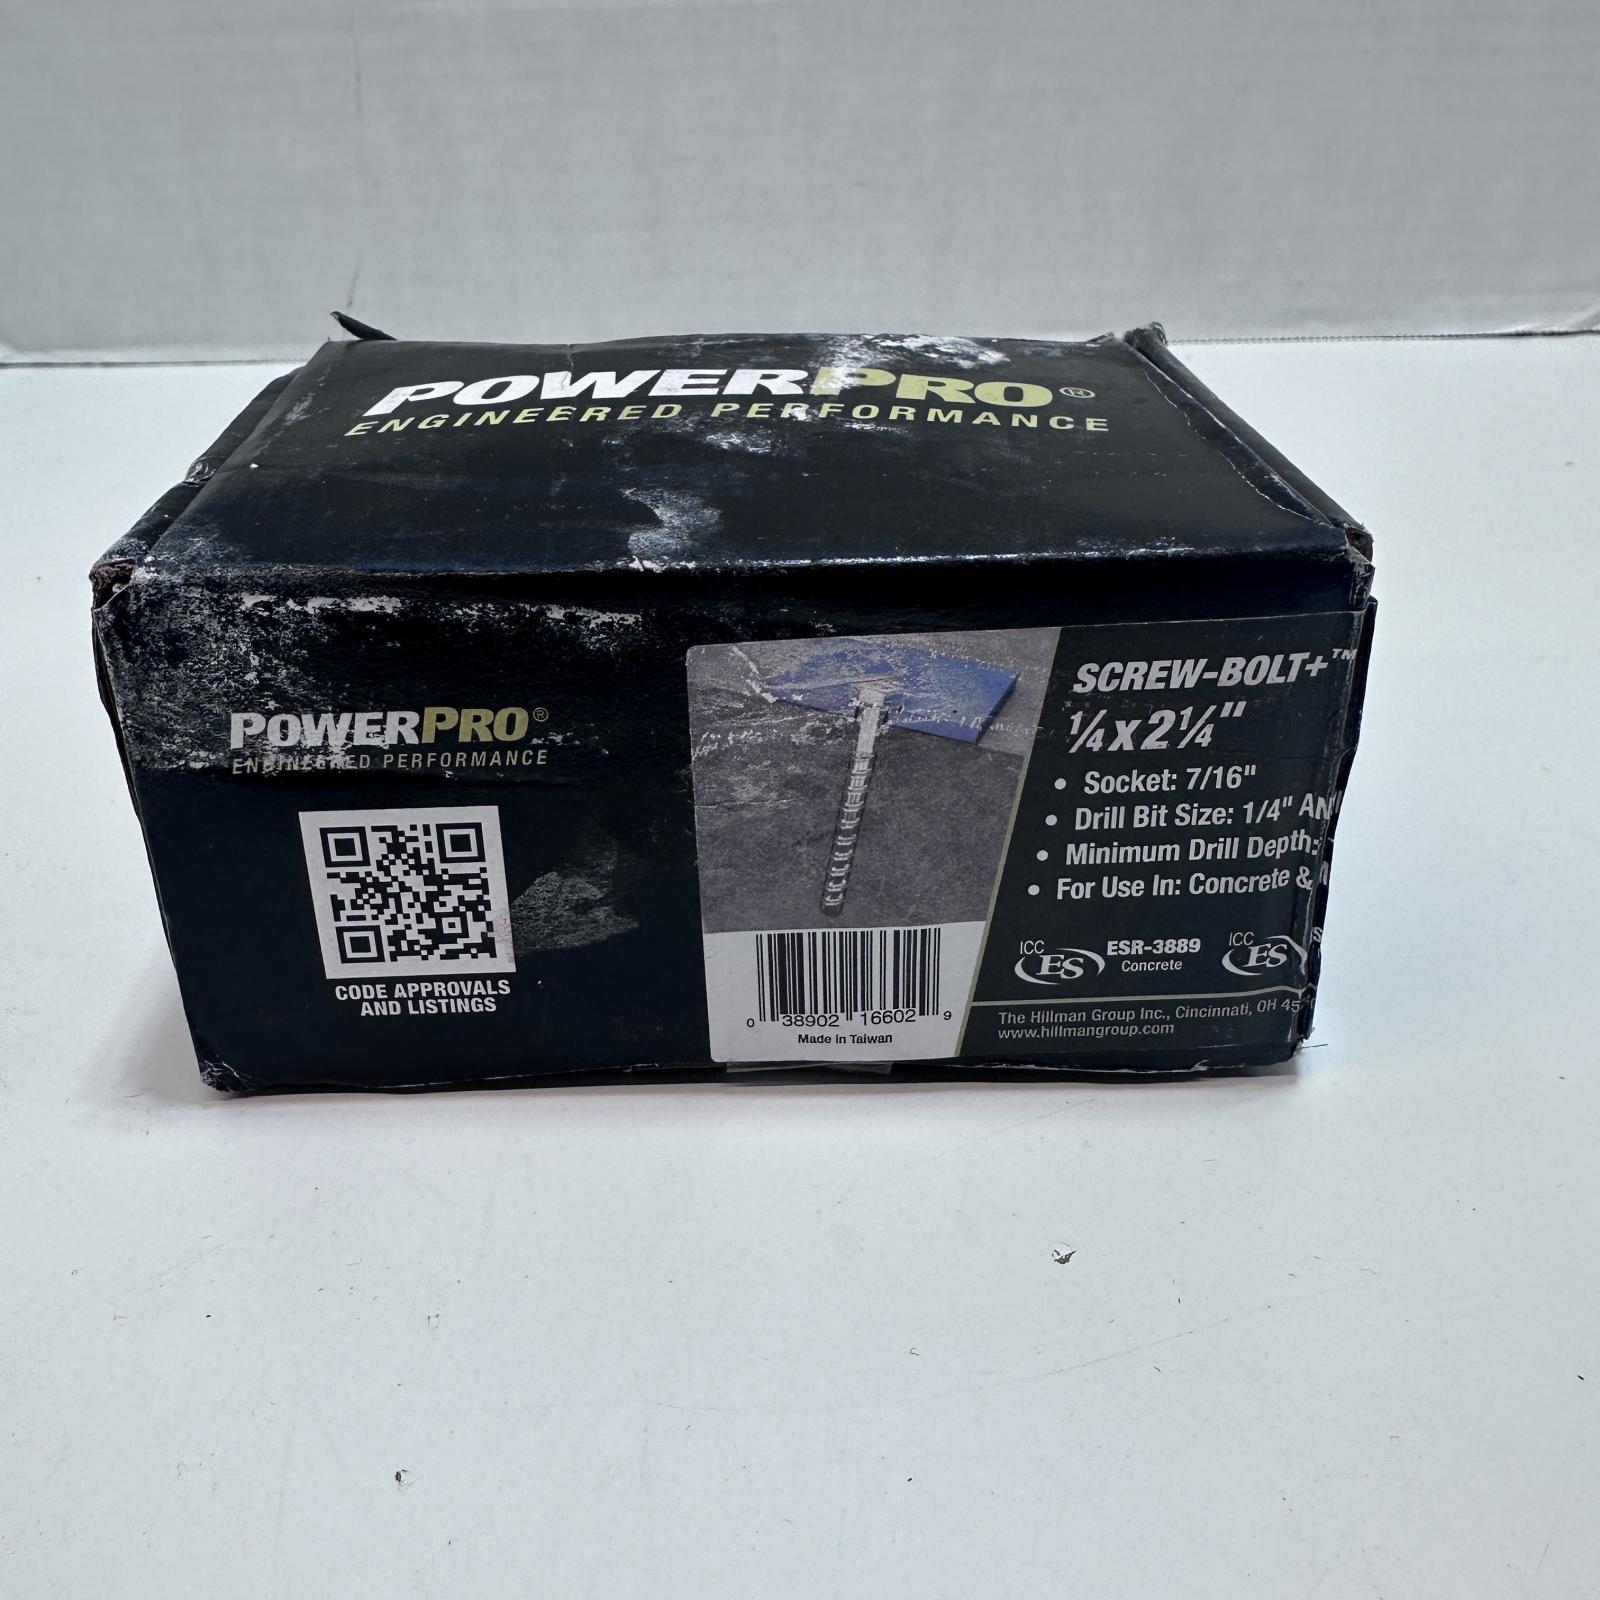 POWERPRO®
ENGINEERED PERFORMANCE
POWERPRO®
ENGINEERED PERFORMANCE
CODE APPROVALS
AND LISTINGS
SCREW-BOLT+™
1/4 x 2 1/4"
• Socket: 7/16"
• Drill Bit Size: 1/4"
• Minimum Drill Depth:
• For Use In: Concrete &
ICC
ES
ESR-3889
Concrete
ICC
ES
The Hillman Group Inc., Cincinnati, OH
www.hillmangroup.com
0 38902 16602 9
Made in Taiwan